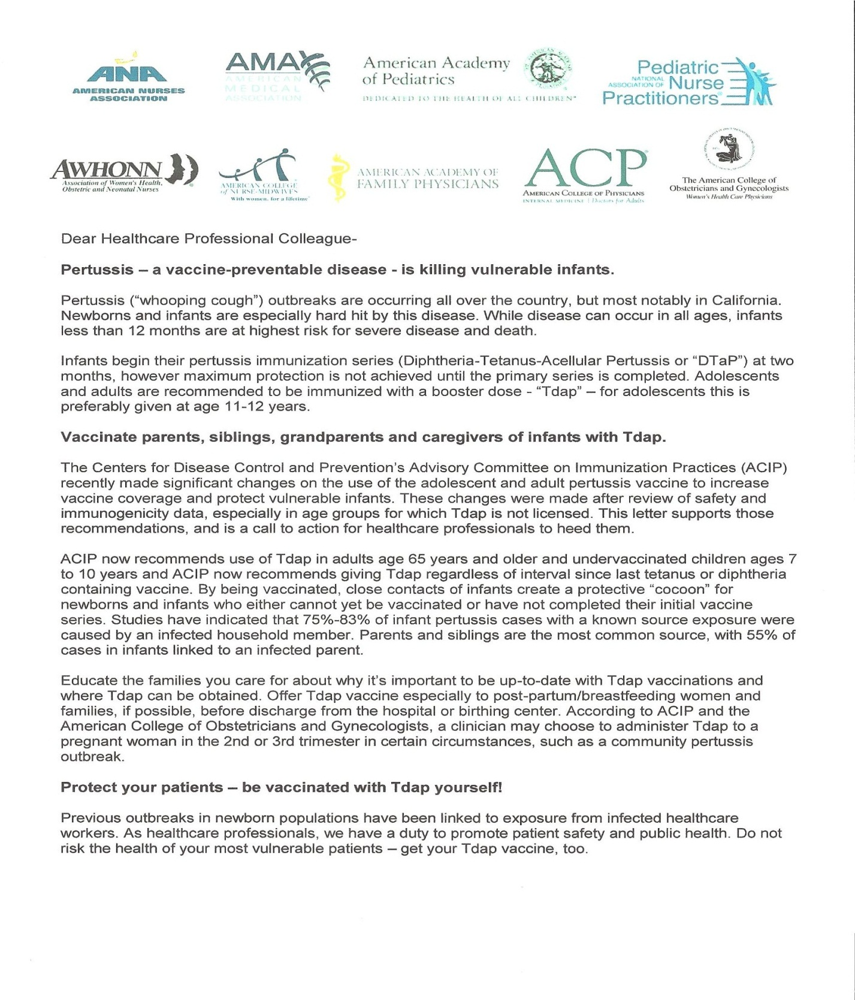 ANA
AMERICAN NURSES
ASSOCIATION
AMA
AMERICAN
MEDICAL
ASSOCIATION
American Academy
of Pediatrics
DEDICATED TO THE HEALTH OF ALL CHILDREN™
Pediatric
NATIONAL
ASSOCIATION OF Nurse
Practitioners®
AWHONN
Association of Women's Health,
Obstetric and Neonatal Nurses
AMERICAN COLLEGE
of NURSE-MIDWIVES
With women, for a lifetime®
AMERICAN ACADEMY OF
FAMILY PHYSICIANS
ACP®
AMERICAN COLLEGE OF PHYSICIANS
INTERNAL MEDICINE | Doctors for Adults
The American College of
Obstetricians and Gynecologists
Women's Health Care Physicians
Dear Healthcare Professional Colleague-
Pertussis – a vaccine-preventable disease - is killing vulnerable infants.
Pertussis (“whooping cough”) outbreaks are occurring all over the country, but most notably in California.
Newborns and infants are especially hard hit by this disease. While disease can occur in all ages, infants
less than 12 months are at highest risk for severe disease and death.
Infants begin their pertussis immunization series (Diphtheria-Tetanus-Acellular Pertussis or “DTaP”) at two
months, however maximum protection is not achieved until the primary series is completed. Adolescents
and adults are recommended to be immunized with a booster dose - “Tdap” – for adolescents this is
preferably given at age 11-12 years.
Vaccinate parents, siblings, grandparents and caregivers of infants with Tdap.
The Centers for Disease Control and Prevention’s Advisory Committee on Immunization Practices (ACIP)
recently made significant changes on the use of the adolescent and adult pertussis vaccine to increase
vaccine coverage and protect vulnerable infants. These changes were made after review of safety and
immunogenicity data, especially in age groups for which Tdap is not licensed. This letter supports those
recommendations, and is a call to action for healthcare professionals to heed them.
ACIP now recommends use of Tdap in adults age 65 years and older and undervaccinated children ages 7
to 10 years and ACIP now recommends giving Tdap regardless of interval since last tetanus or diphtheria
containing vaccine. By being vaccinated, close contacts of infants create a protective “cocoon” for
newborns and infants who either cannot yet be vaccinated or have not completed their initial vaccine
series. Studies have indicated that 75%-83% of infant pertussis cases with a known source exposure were
caused by an infected household member. Parents and siblings are the most common source, with 55% of
cases in infants linked to an infected parent.
Educate the families you care for about why it’s important to be up-to-date with Tdap vaccinations and
where Tdap can be obtained. Offer Tdap vaccine especially to post-partum/breastfeeding women and
families, if possible, before discharge from the hospital or birthing center. According to ACIP and the
American College of Obstetricians and Gynecologists, a clinician may choose to administer Tdap to a
pregnant woman in the 2nd or 3rd trimester in certain circumstances, such as a community pertussis
outbreak.
Protect your patients – be vaccinated with Tdap yourself!
Previous outbreaks in newborn populations have been linked to exposure from infected healthcare
workers. As healthcare professionals, we have a duty to promote patient safety and public health. Do not
risk the health of your most vulnerable patients – get your Tdap vaccine, too.